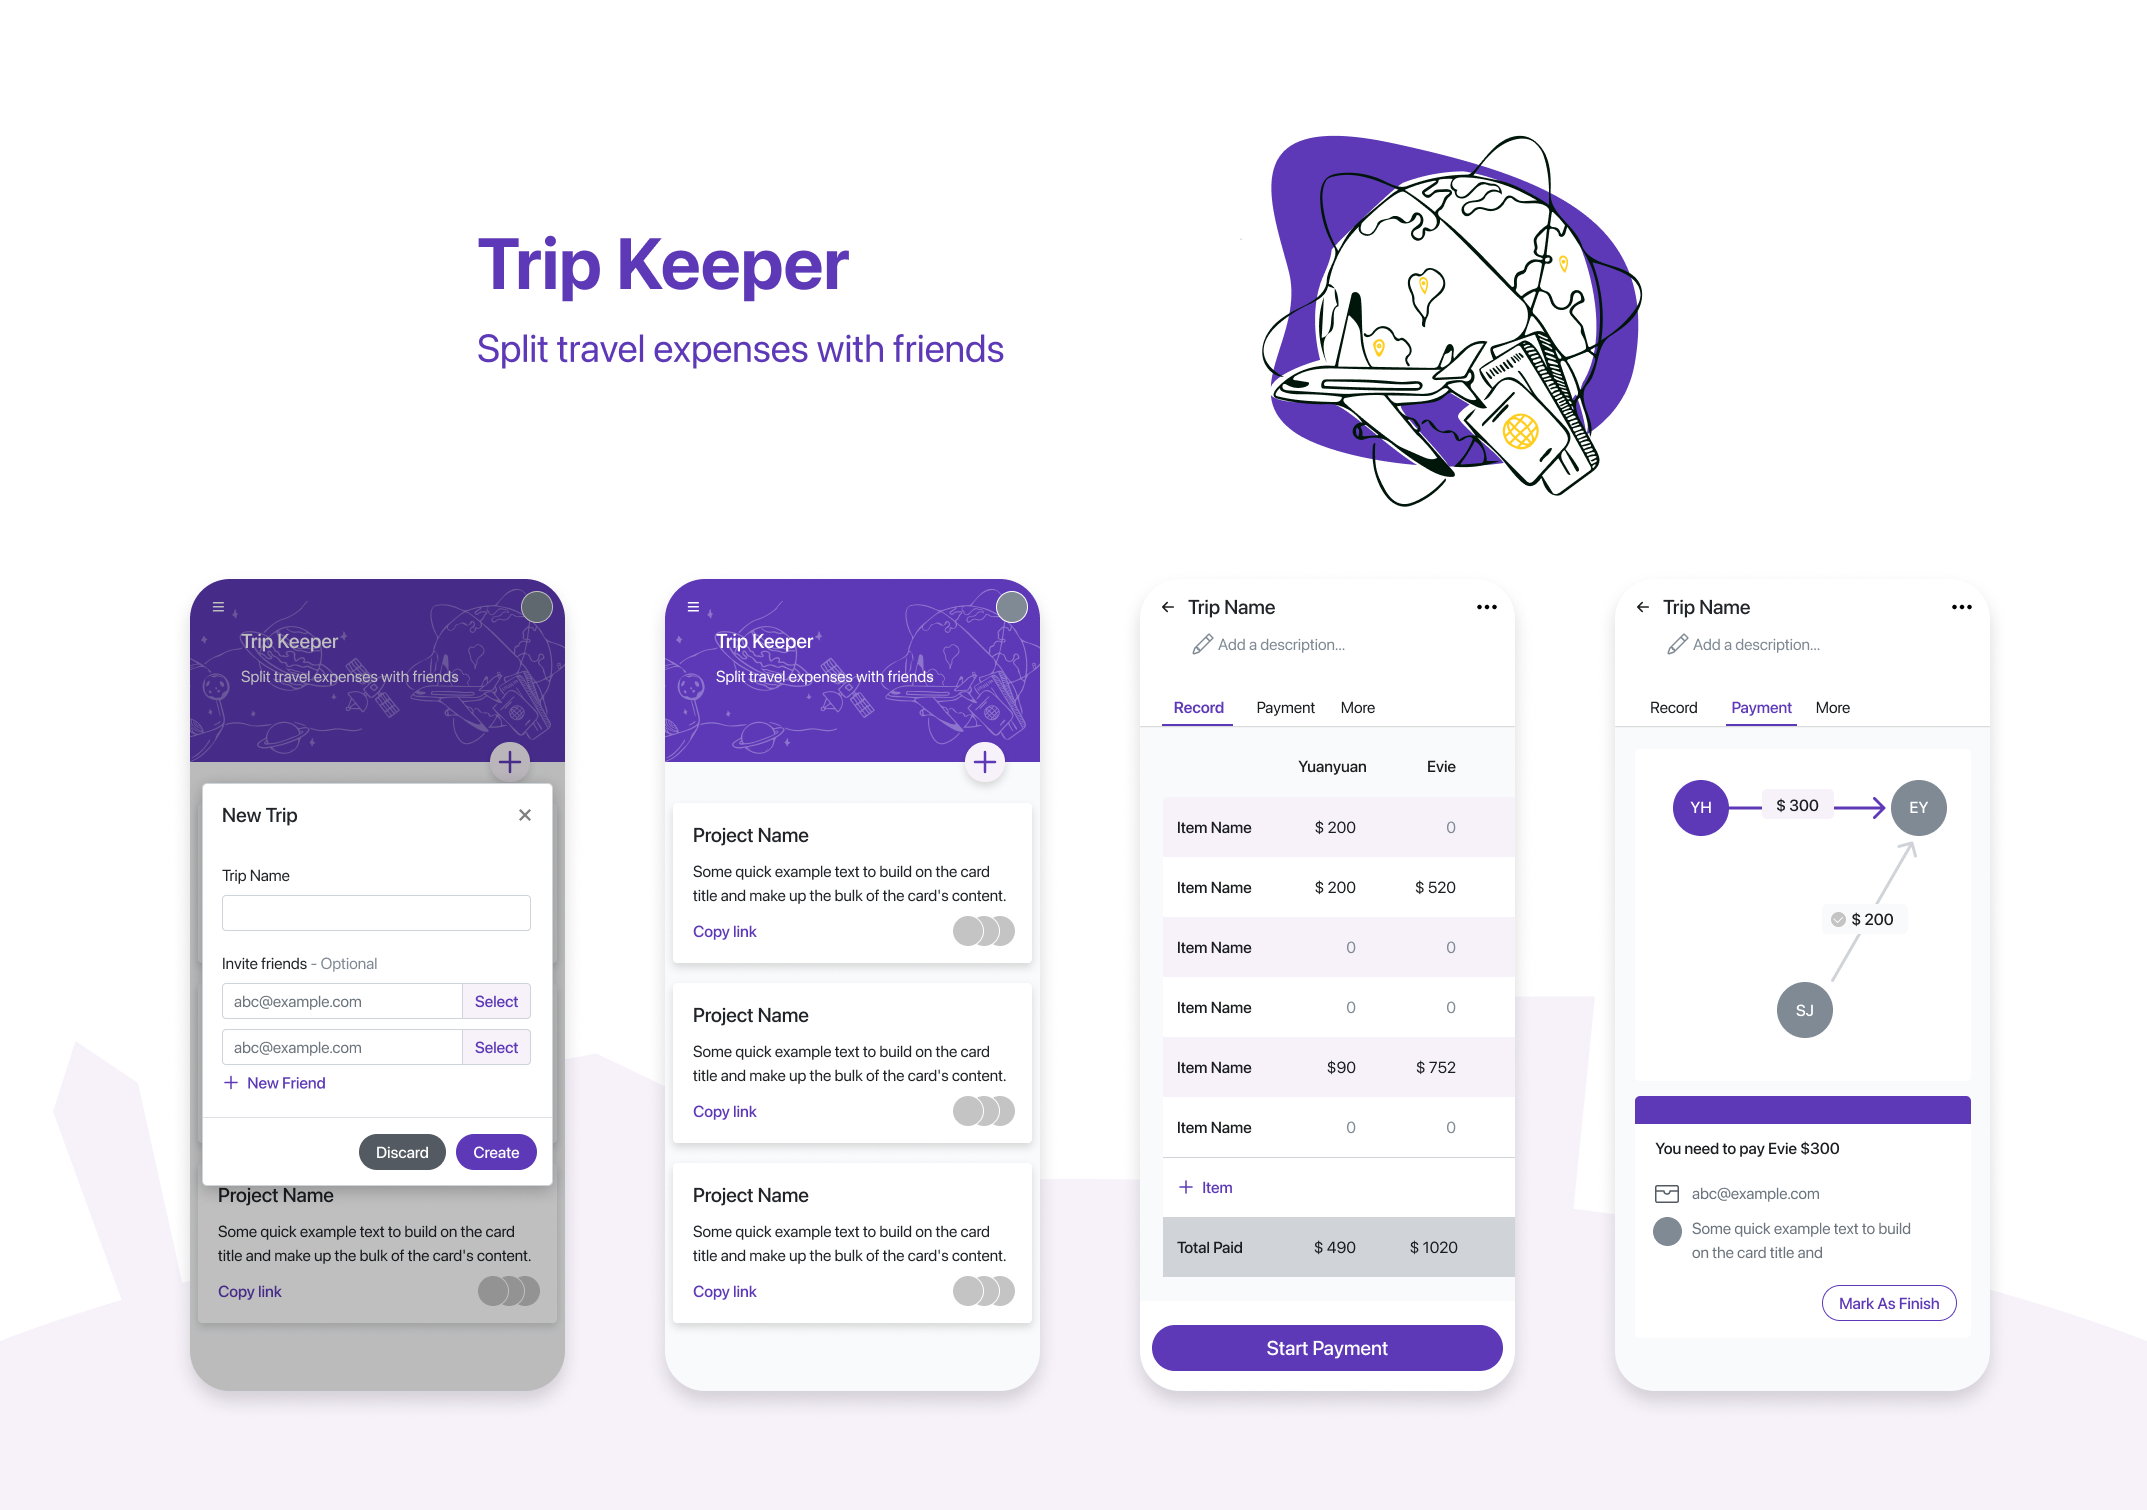 Trip Keeper
Split travel expenses with friends
Trip Keeper
Split travel expenses with friends
New Trip
Trip Name
Invite friends - Optional
abc@example.com Select
abc@example.com Select
New Friend
Discard Create
Project Name
Some quick example text to build on the card
title and make up the bulk of the card's content.
Copy link
Trip Keeper
Split travel expenses with friends
Project Name
Some quick example text to build on the card
title and make up the bulk of the card's content.
Copy link
Project Name
Some quick example text to build on the card
title and make up the bulk of the card's content.
Copy link
Project Name
Some quick example text to build on the card
title and make up the bulk of the card's content.
Copy link
Trip Name
Add a description...
Record Payment More
Yuanyuan Evie
Item Name $ 200 0
Item Name $ 200 $ 520
Item Name 0 0
Item Name 0 0
Item Name $90 $ 752
Item Name 0 0
+ Item
Total Paid $ 490 $ 1020
Start Payment
Trip Name
Add a description...
Record Payment More
YH $ 300 EY
$ 200
SJ
You need to pay Evie $300
abc@example.com
Some quick example text to build
on the card title and
Mark As Finish